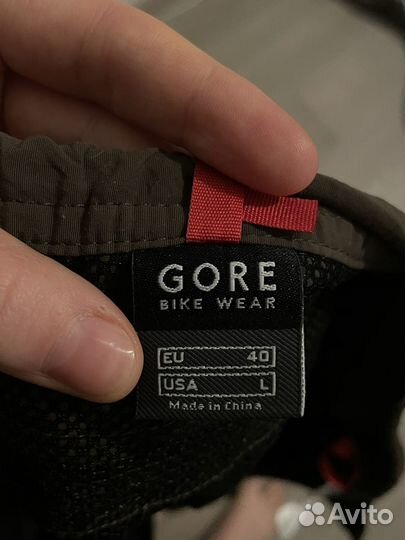 GORE
BIKE WEAR
EU 40
USA L
Made in China
Avito